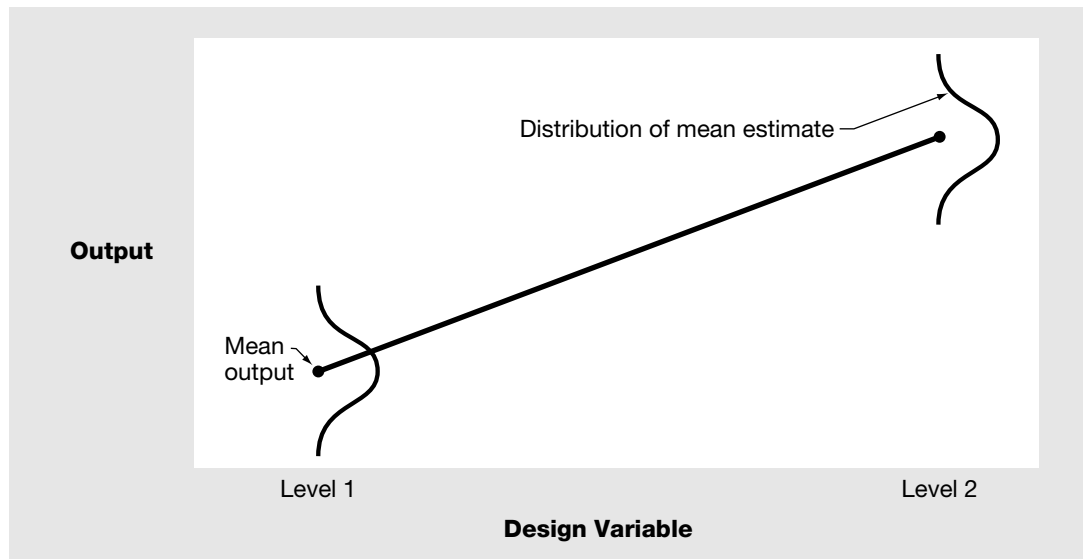 Distribution of mean estimate
Output
Mean
output
Level 1
Level 2
Design Variable